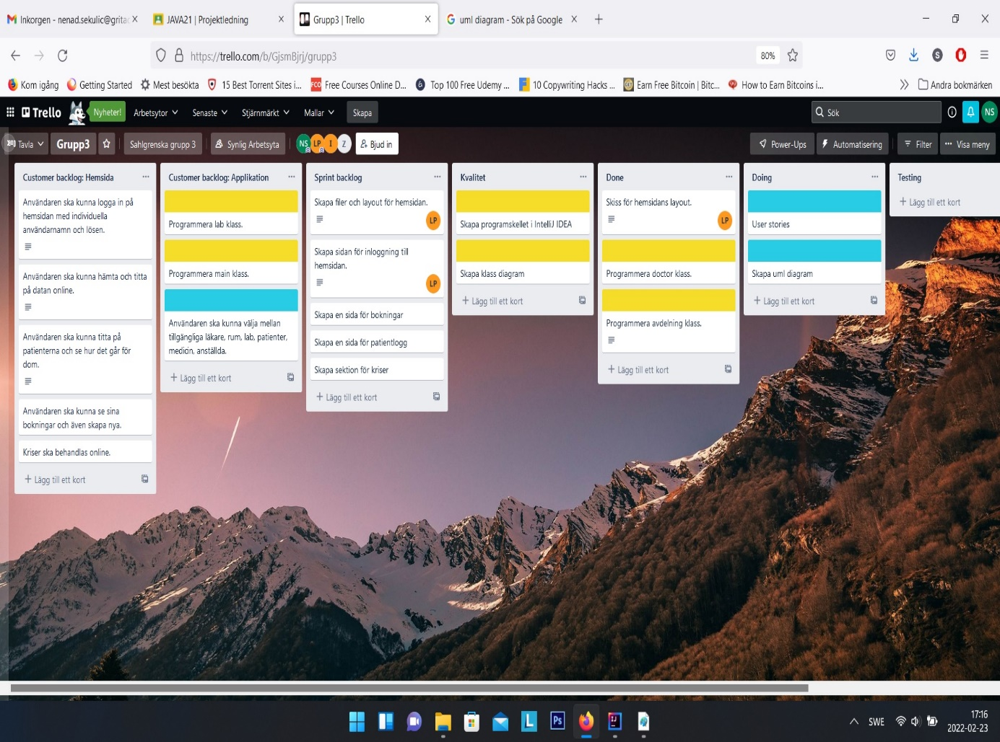 Inkorgen - nenad.sekulic@grita
JAVA21 | Projektledning
Grupp3 | Trello
uml diagram - Sök på Google
https://trello.com/b/GjsmBjrj/grupp3
80%
S
Kom igång
Getting Started
Mest besökta
15 Best Torrent Sites i...
FCO
Free Courses Online D...
Top 100 Free Udemy ...
10 Copywriting Hacks ...
Earn Free Bitcoin | Bitc...
How to Earn Bitcoins i...
Andra bokmärken
Trello
Nyheter!
Arbetsytor
Senaste
Stjärnmärkt
Mallar
Skapa
Sök
NS
Tavla
Grupp3
Sahlgrenska grupp 3
Synlig Arbetsyta
NS
LP
I
Z
Bjud in
Power-Ups
Automatisering
Filter
Visa meny
Customer backlog: Hemsida
Användaren ska kunna logga in på
hemsidan med individuella
användarnamn och lösen.
Användaren ska kunna hämta och titta
på datan online.
Användaren ska kunna titta på
patienterna och se hur det går för
dom.
Användaren ska kunna se sina
bokningar och även skapa nya.
Kriser ska behandlas online.
+ Lägg till ett kort
Customer backlog: Applikation
Programmera lab klass.
Programmera main klass.
Användaren ska kunna välja mellan
tillgängliga läkare, rum, lab, patienter,
medicin, anställda.
+ Lägg till ett kort
Sprint backlog
Skapa filer och layout för hemsidan.
LP
Skapa sidan för inloggning till
hemsidan.
LP
Skapa en sida för bokningar
Skapa en sida för patientlogg
Skapa sektion för kriser
+ Lägg till ett kort
Kvalitet
Skapa programskellet i IntelliJ IDEA
Skapa klass diagram
+ Lägg till ett kort
Done
Skiss för hemsidans layout.
LP
Programmera doctor klass.
Programmera avdelning klass.
+ Lägg till ett kort
Doing
User stories
Skapa uml diagram
+ Lägg till ett kort
Testing
+ Lägg till ett kort
L
Ps
IJ
SWE
17:16
2022-02-23